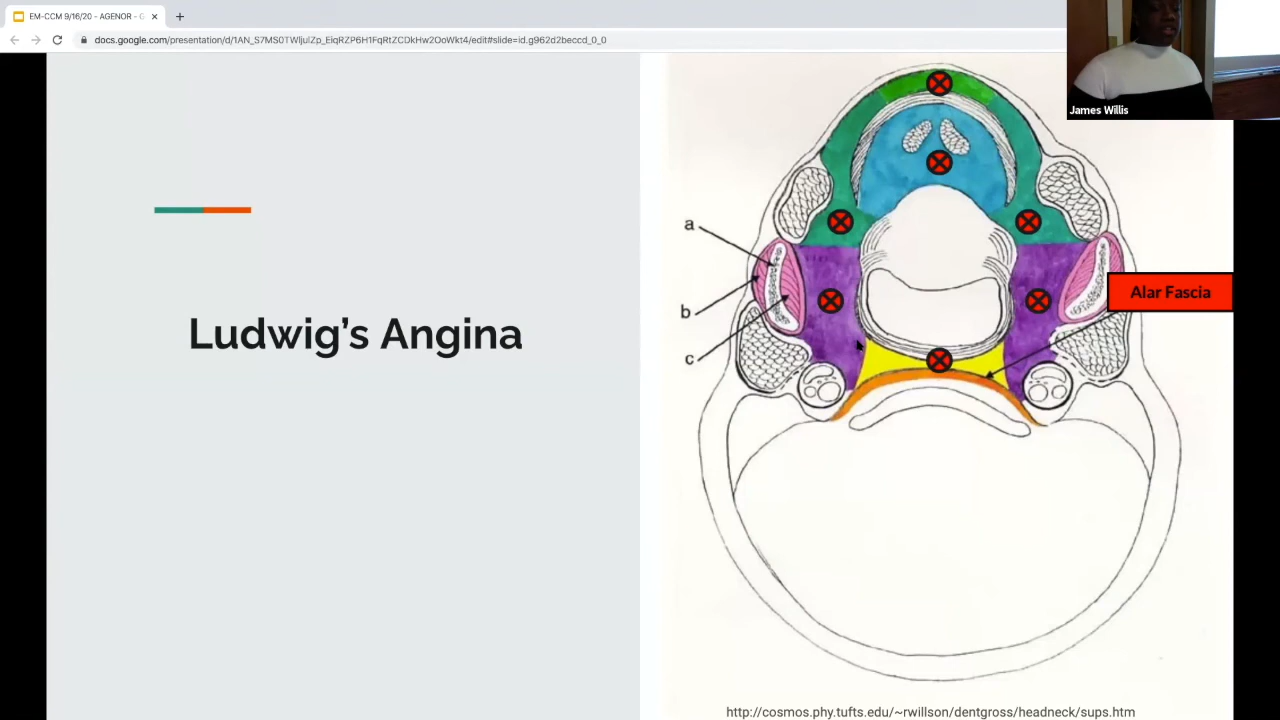 EM-CCM 9/16/20 - AGENOR - G
docs.google.com/presentation/d/1AN_S7MS0TWljulZp_EiqRZP6H1FqRtZCDkHw2OoWkt4/edit#slide=id.g962d2beccd_0_0
James Willis
Ludwig's Angina
a
b
c
Alar Fascia
http://cosmos.phy.tufts.edu/~rwillson/dentgross/headneck/sups.htm